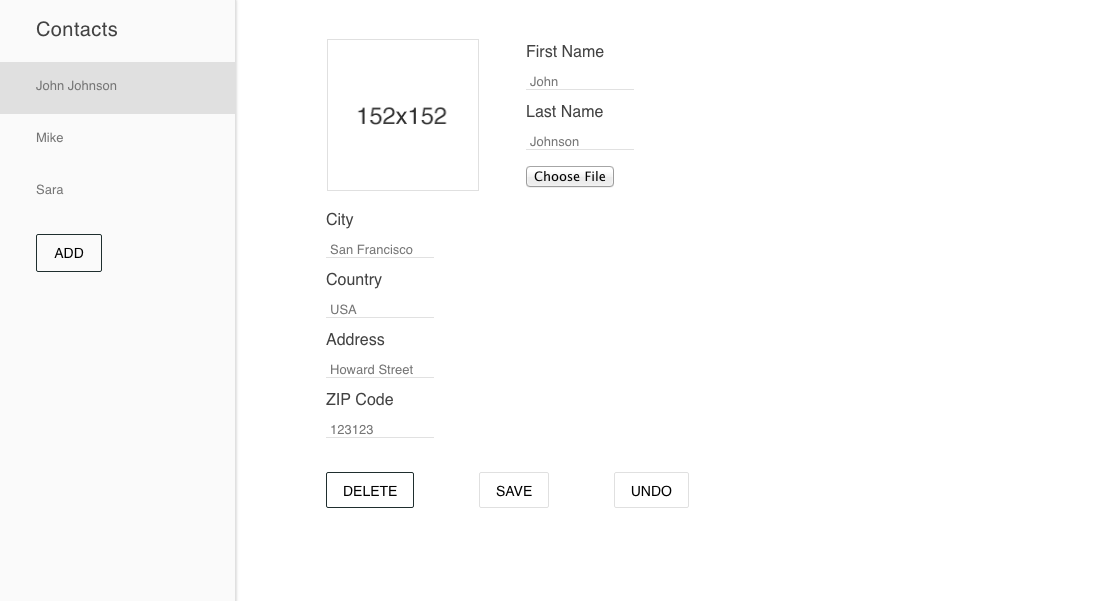 Contacts
John Johnson
Mike
Sara
ADD
152x152
First Name
John
Last Name
Johnson
Choose File
City
San Francisco
Country
USA
Address
Howard Street
ZIP Code
123123
DELETE SAVE UNDO